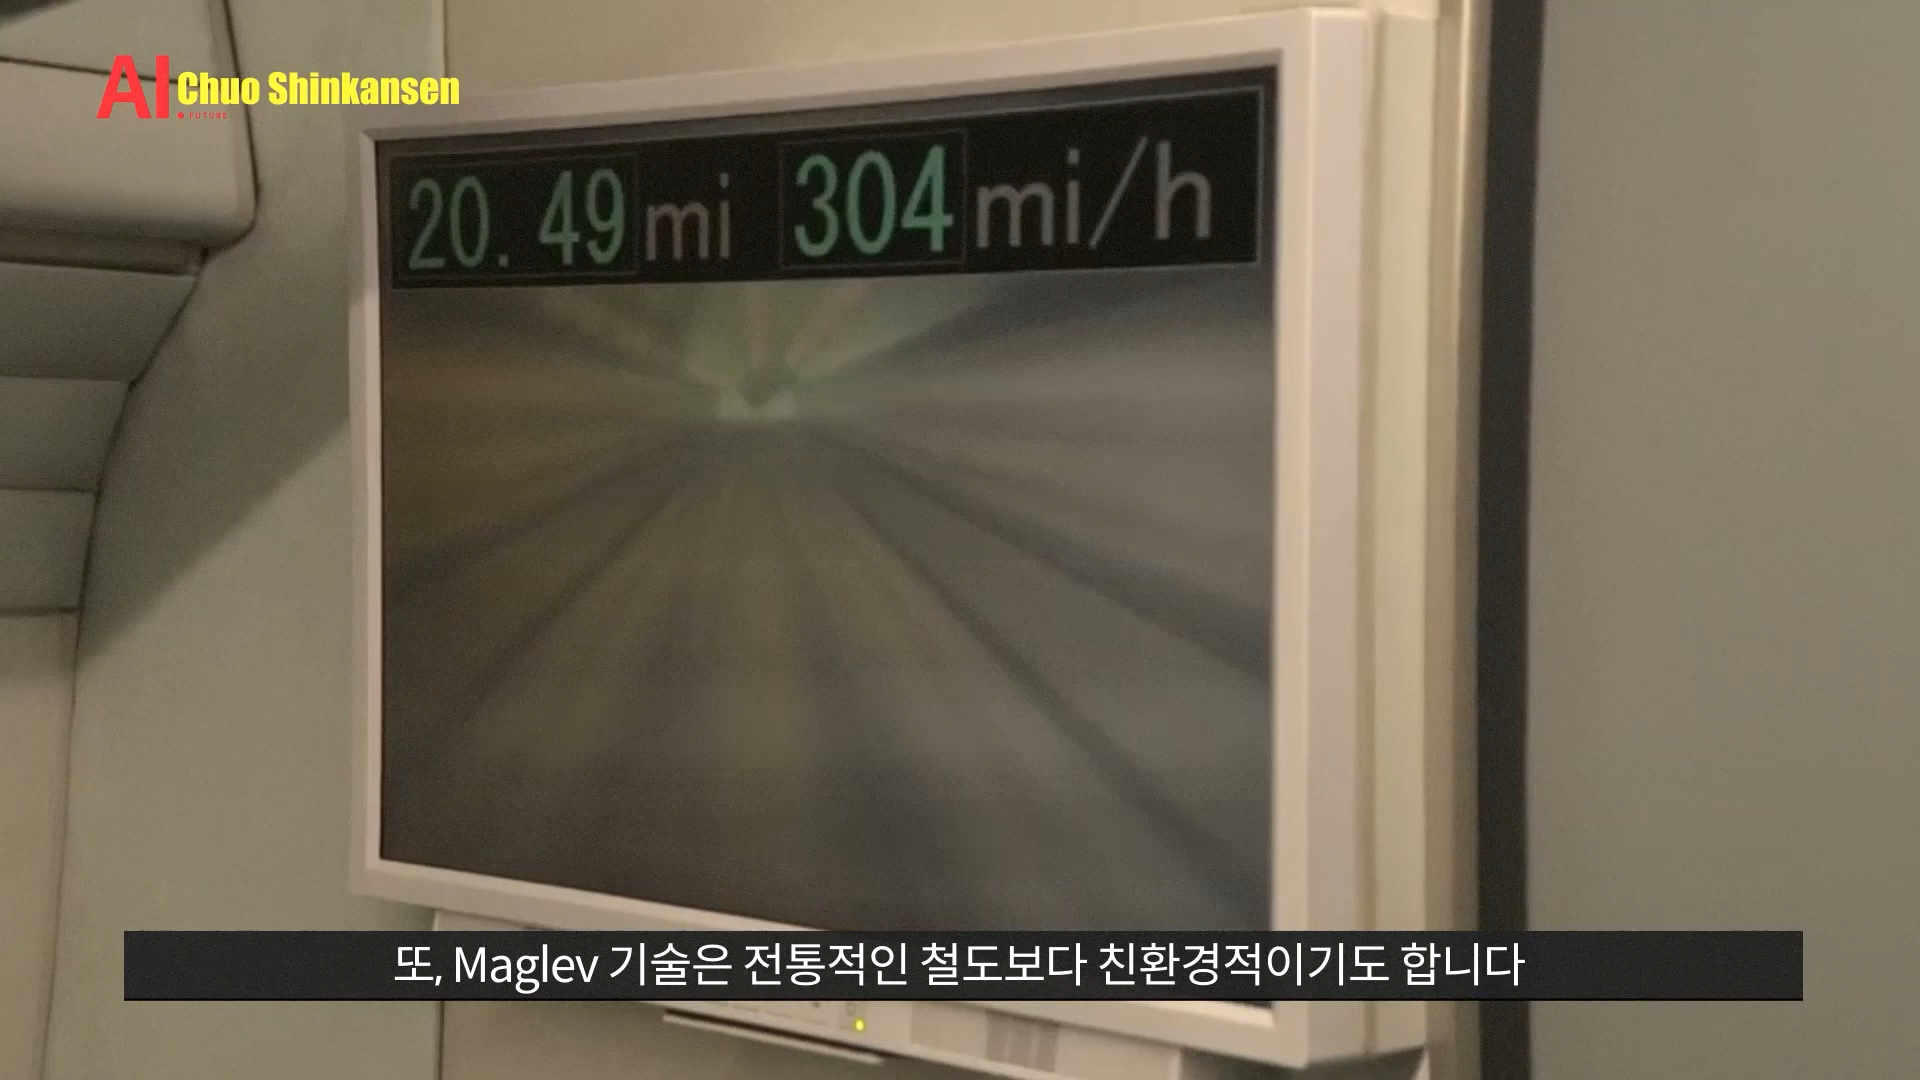 AI. Chuo Shinkansen
FUTURE
20.49 mi 304 mi/h
또, Maglev 기술은 전통적인 철도보다 친환경적이기도 합니다